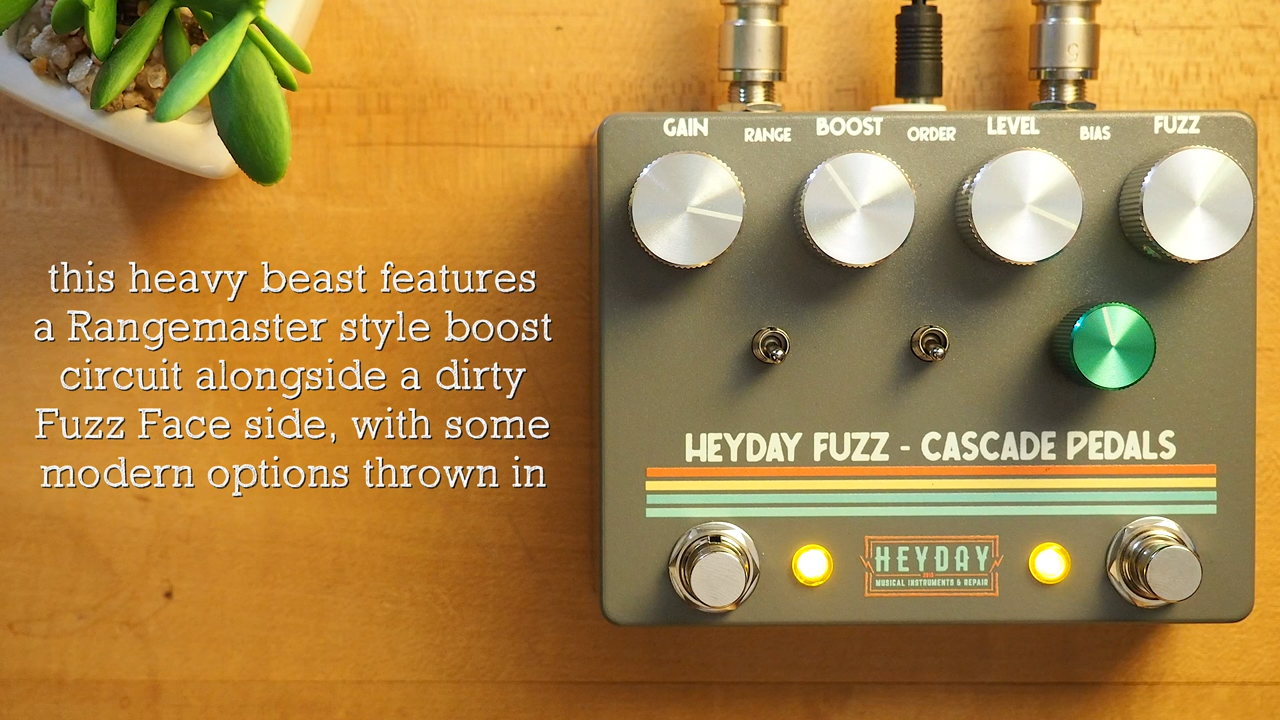 this heavy beast features
a Rangemaster style boost
circuit alongside a dirty
Fuzz Face side, with some
modern options thrown in
GAIN RANGE BOOST ORDER LEVEL BIAS FUZZ
HEYDAY FUZZ - CASCADE PEDALS
HEYDAY
MUSICAL INSTRUMENTS & REPAIR